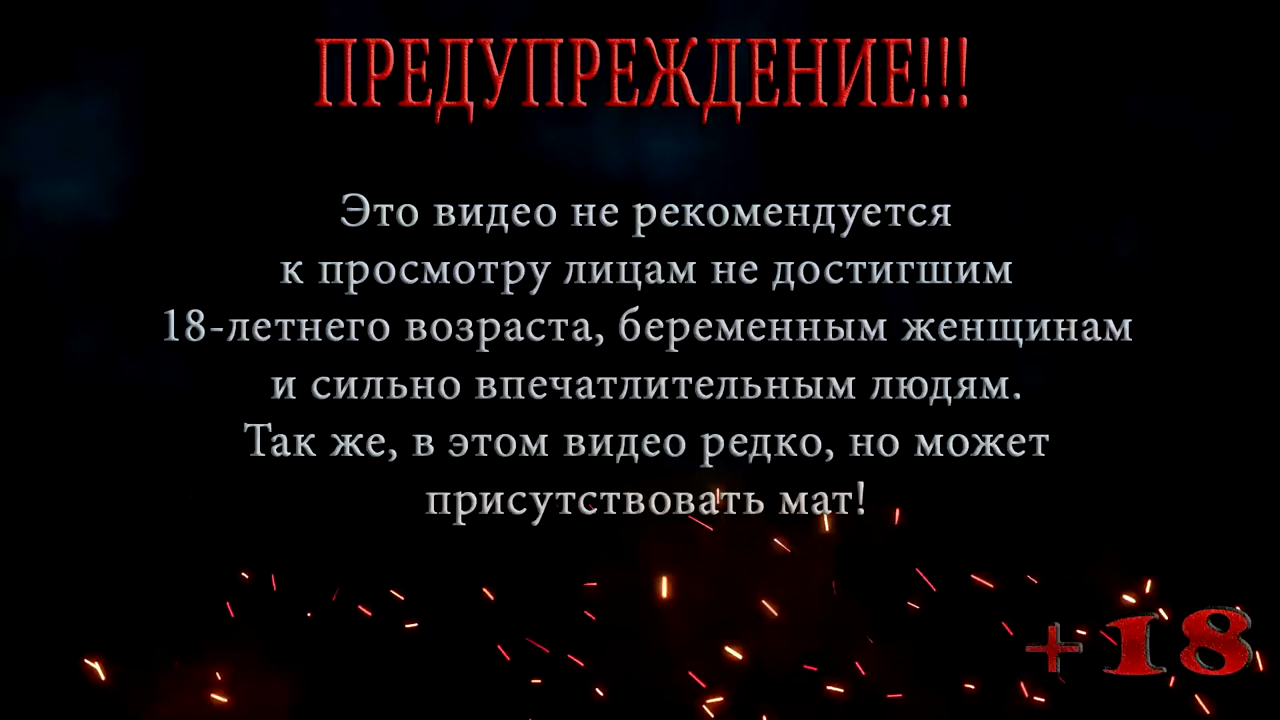 ПРЕДУПРЕЖДЕНИЕ!!!
Это видео не рекомендуется
к просмотру лицам не достигшим
18-летнего возраста, беременным женщинам
и сильно впечатлительным людям.
Так же, в этом видео редко, но может
присутствовать мат!
+18